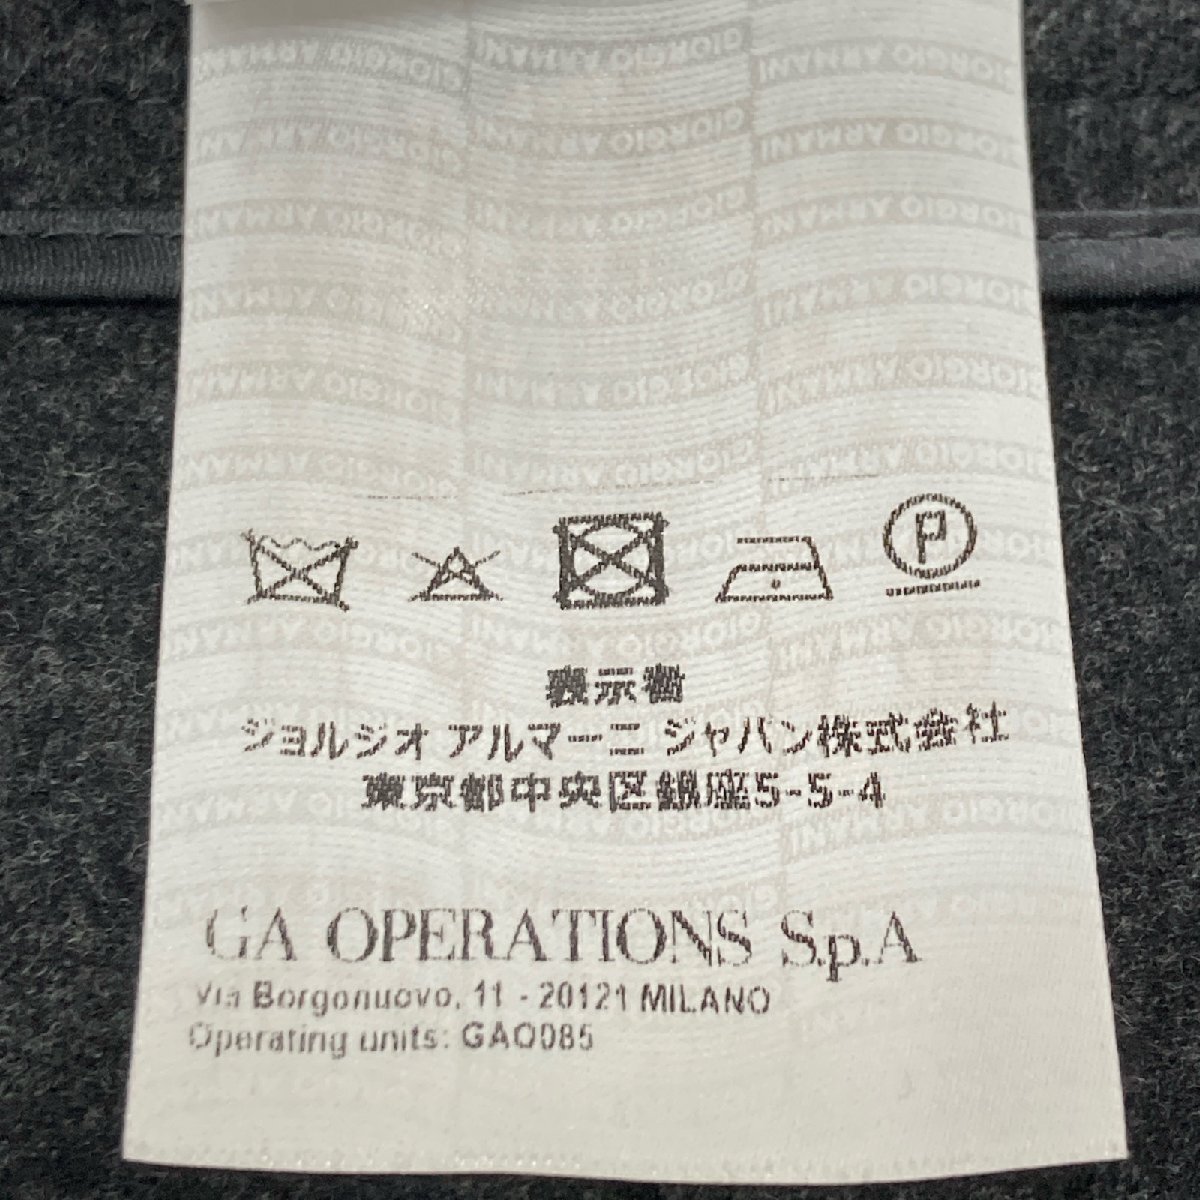 表示者
ジョルジオ アルマーニ ジャパン株式会社
東京都中央区銀座5-5-4
GA OPERATIONS S.p.A
Via Borgonuovo, 11 - 20121 MILANO
Operating units: GAO085